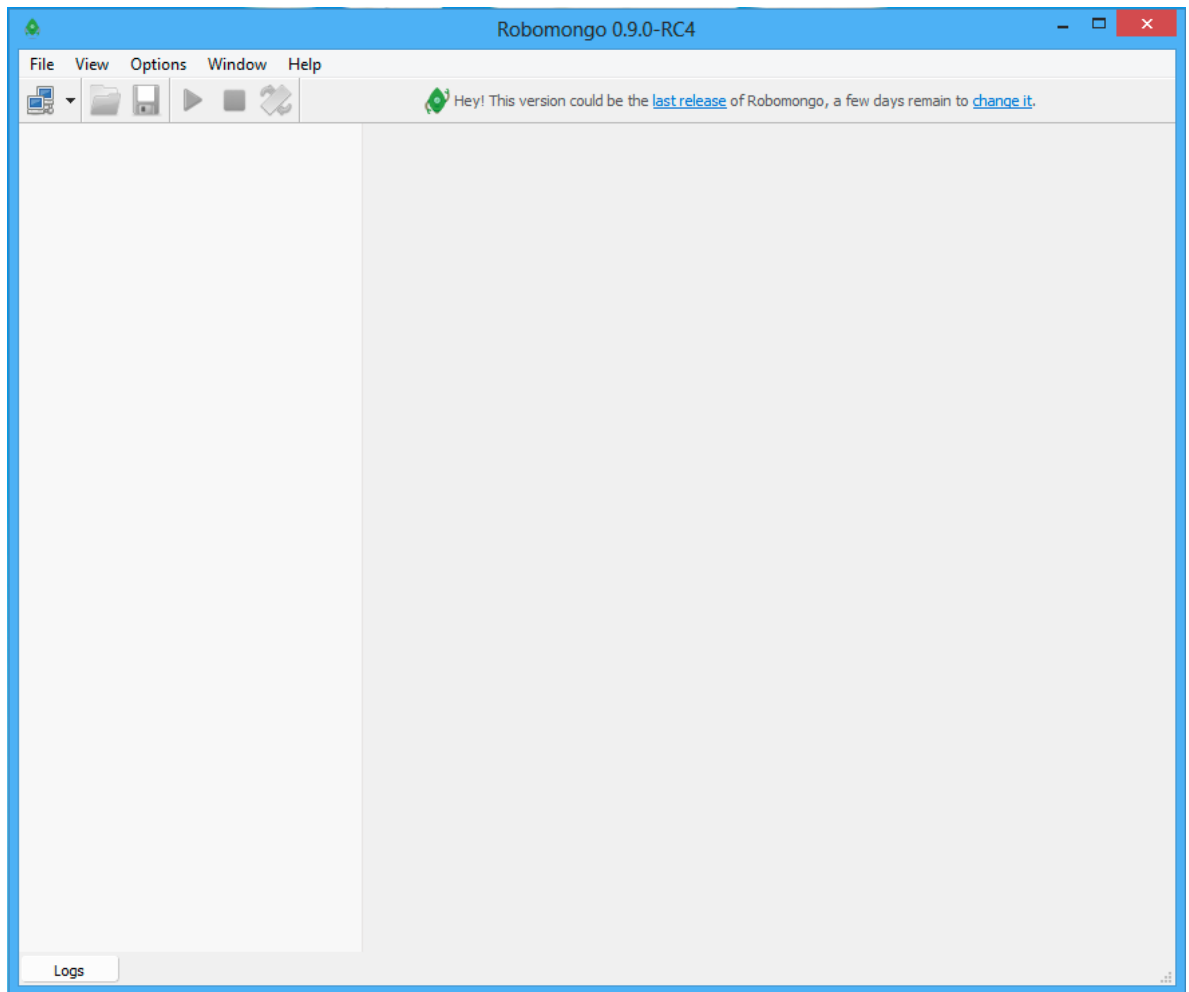 Robomongo 0.9.0-RC4
File View Options Window Help
Hey! This version could be the last release of Robomongo, a few days remain to change it.
Logs